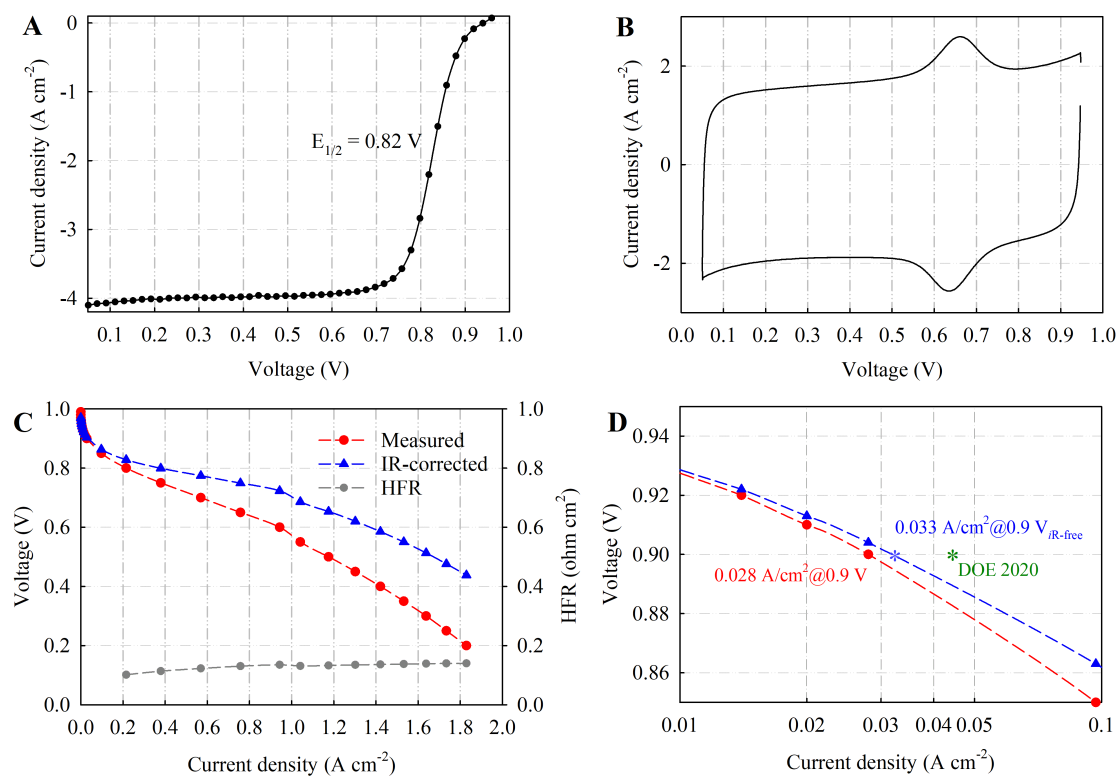 A
Current density (A cm⁻²)
0
-1
-2
-3
-4
E₁/₂ = 0.82 V
0.1 0.2 0.3 0.4 0.5 0.6 0.7 0.8 0.9 1.0
Voltage (V)
B
Current density (A cm⁻²)
2
0
-2
0.0 0.1 0.2 0.3 0.4 0.5 0.6 0.7 0.8 0.9 1.0
Voltage (V)
C
Voltage (V)
1.0
0.8
0.6
0.4
0.2
0.0
Measured
IR-corrected
HFR
1.0
0.8
0.6
0.4
0.2
0.0
HFR (ohm cm²)
0.0 0.2 0.4 0.6 0.8 1.0 1.2 1.4 1.6 1.8 2.0
Current density (A cm⁻²)
D
Voltage (V)
0.94
0.92
0.90
0.88
0.86
0.033 A/cm²@0.9 V_iR-free
*
*
0.028 A/cm²@0.9 V
DOE 2020
0.01 0.02 0.03 0.04 0.05 0.1
Current density (A cm⁻²)